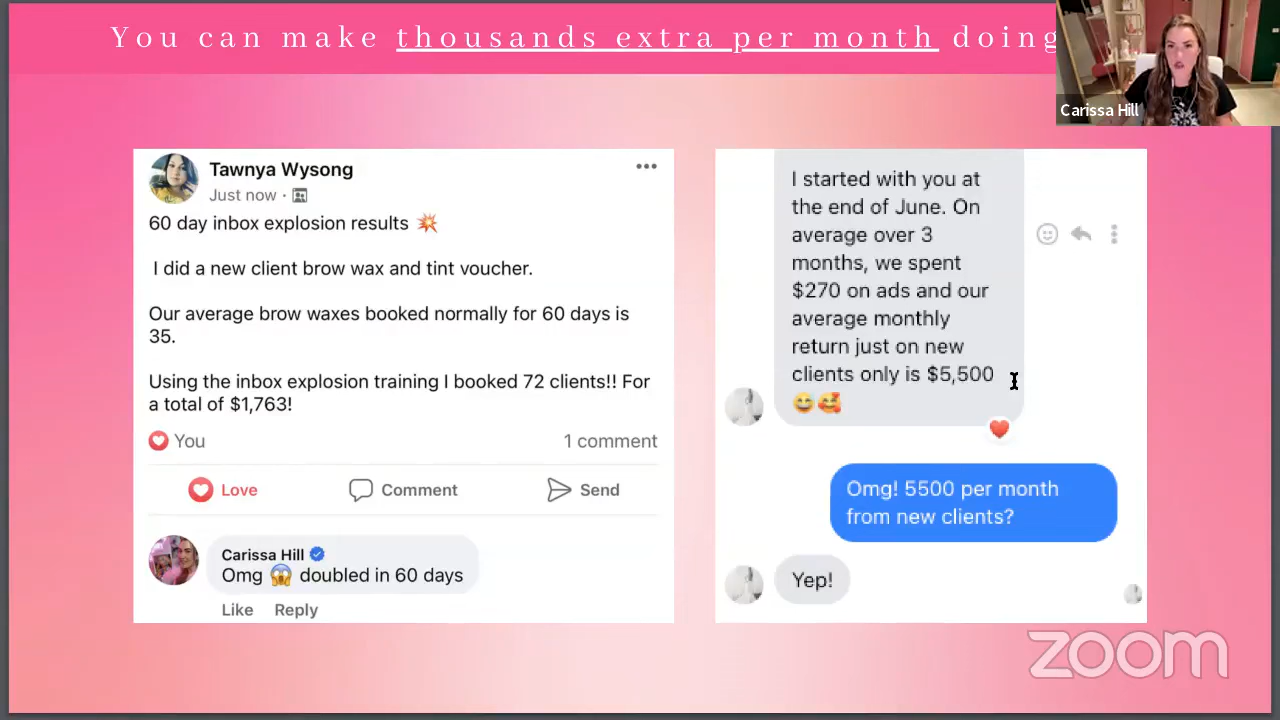 You can make thousands extra per month doing
Carissa Hill
Tawnya Wysong
Just now ·
60 day inbox explosion results 💥
I did a new client brow wax and tint voucher.
Our average brow waxes booked normally for 60 days is
35.
Using the inbox explosion training I booked 72 clients!! For
a total of $1,763!
You
1 comment
Love
Comment
Send
Carissa Hill
Omg 😱 doubled in 60 days
Like Reply
I started with you at
the end of June. On
average over 3
months, we spent
$270 on ads and our
average monthly
return just on new
clients only is $5,500
😄🥰
Omg! 5500 per month
from new clients?
Yep!
zoom